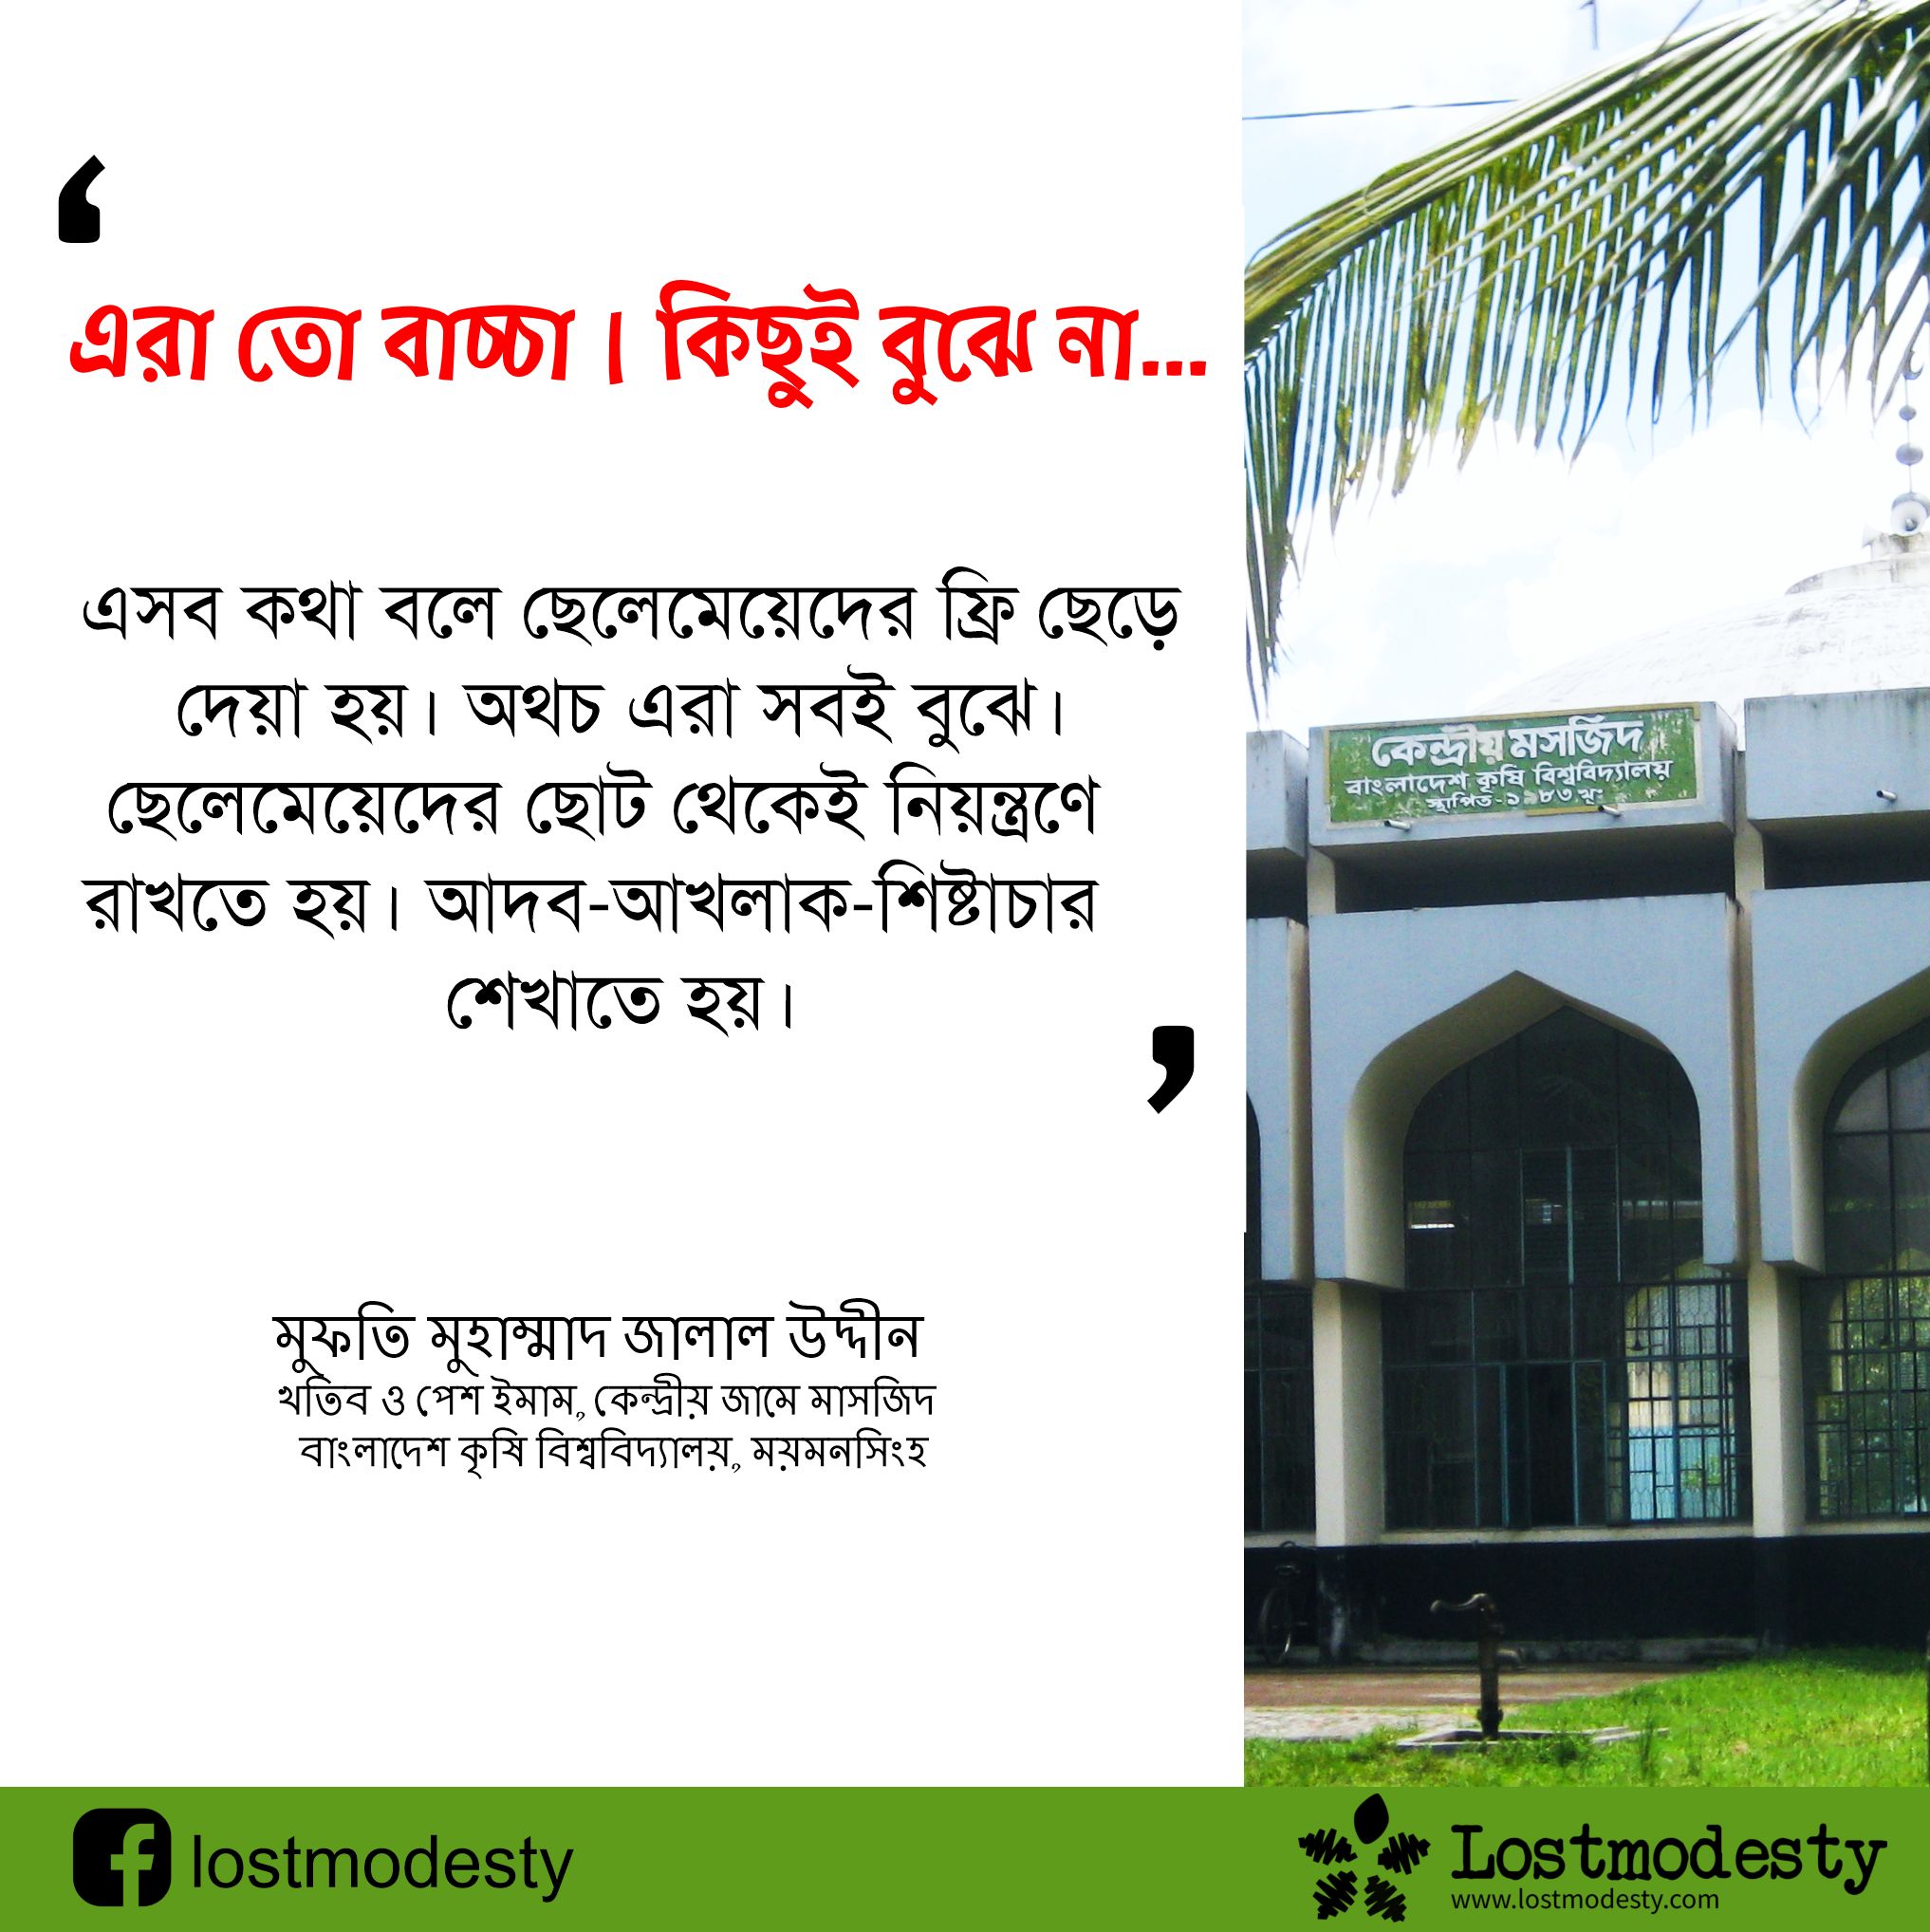 ‘
এরা তো বাচ্চা । কিছুই বুঝে না...
এসব কথা বলে ছেলেমেয়েদের ফ্রি ছেড়ে
দেয়া হয়। অথচ এরা সবই বুঝে।
ছেলেমেয়েদের ছোট থেকেই নিয়ন্ত্রণে
রাখতে হয়। আদব-আখলাক-শিষ্টাচার
শেখাতে হয়।
’
মুফতি মুহাম্মাদ জালাল উদ্দীন
খতিব ও পেশ ইমাম, কেন্দ্রীয় জামে মাসজিদ
বাংলাদেশ কৃষি বিশ্ববিদ্যালয়, ময়মনসিংহ
কেন্দ্রীয় মসজিদ
বাংলাদেশ কৃষি বিশ্ববিদ্যালয়
স্থাপিত - ১৯৮৩ খৃঃ
lostmodesty
Lostmodesty
www.lostmodesty.com